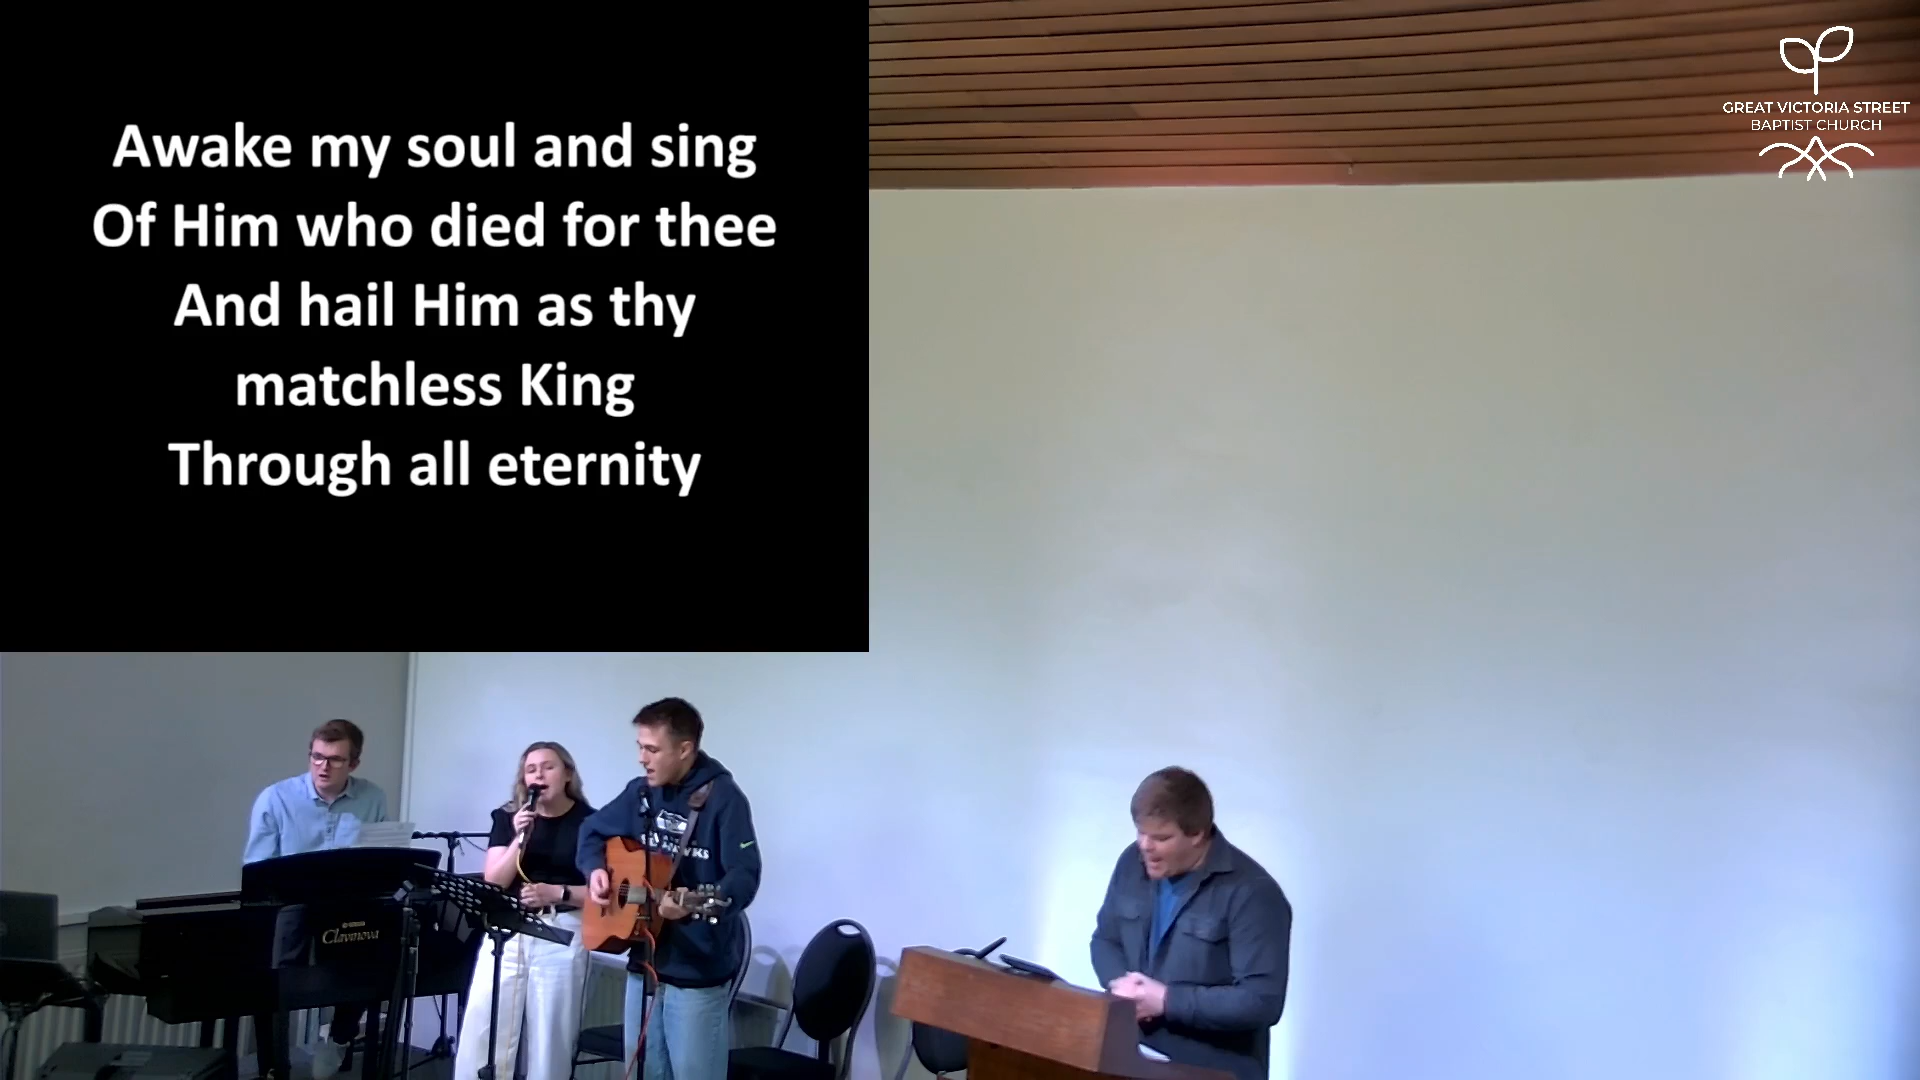 Awake my soul and sing
Of Him who died for thee
And hail Him as thy
matchless King
Through all eternity
GREAT VICTORIA STREET
BAPTIST CHURCH
Clavinova